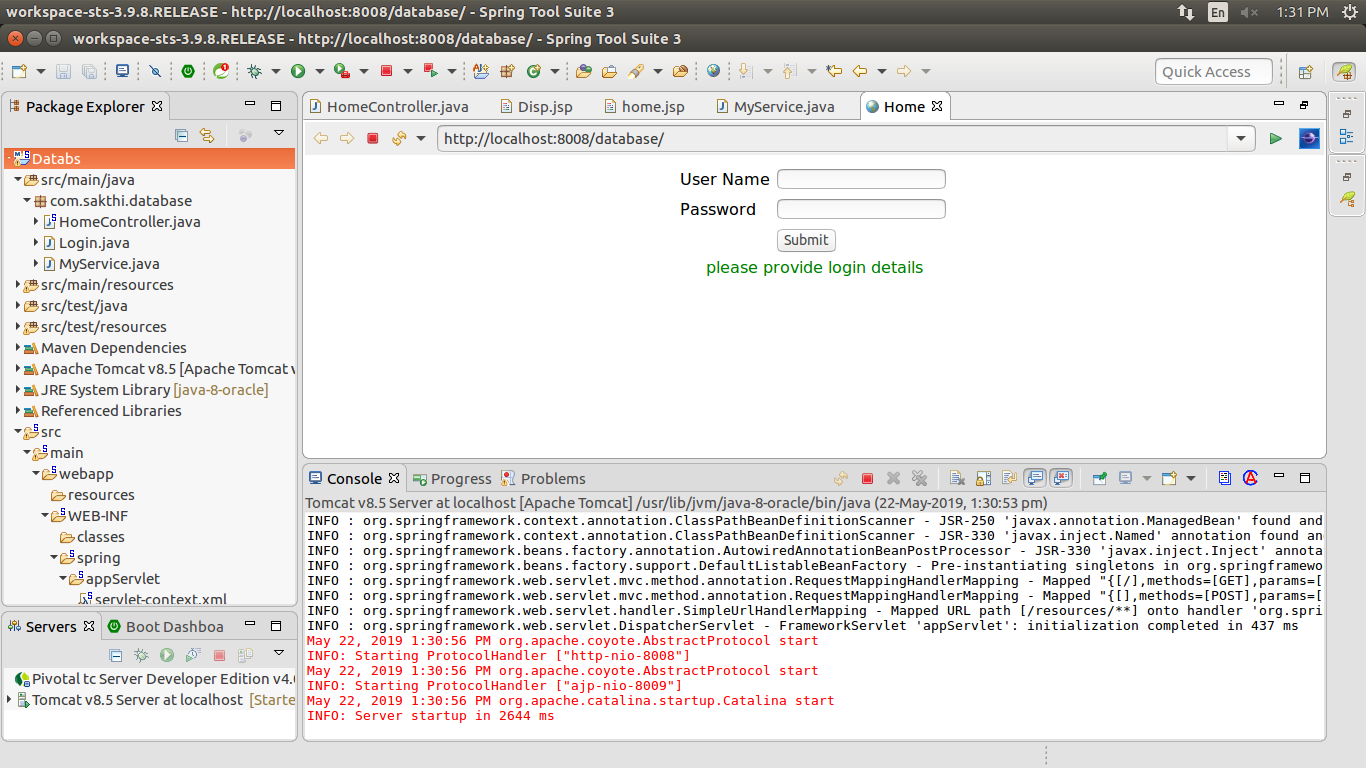 workspace-sts-3.9.8.RELEASE - http://localhost:8008/database/ - Spring Tool Suite 3
En
1:31 PM
workspace-sts-3.9.8.RELEASE - http://localhost:8008/database/ - Spring Tool Suite 3
Quick Access
Package Explorer
HomeController.java
Disp.jsp
home.jsp
MyService.java
Home
http://localhost:8008/database/
Databs
src/main/java
com.sakthi.database
HomeController.java
Login.java
MyService.java
src/main/resources
src/test/java
src/test/resources
Maven Dependencies
Apache Tomcat v8.5 [Apache Tomcat v
JRE System Library [java-8-oracle]
Referenced Libraries
src
main
webapp
resources
WEB-INF
classes
spring
appServlet
servlet-context.xml
User Name
Password
Submit
please provide login details
Servers
Boot Dashboa
Pivotal tc Server Developer Edition v4.0
Tomcat v8.5 Server at localhost [Starte
Console
Progress
Problems
Tomcat v8.5 Server at localhost [Apache Tomcat] /usr/lib/jvm/java-8-oracle/bin/java (22-May-2019, 1:30:53 pm)
INFO : org.springframework.context.annotation.ClassPathBeanDefinitionScanner - JSR-250 'javax.annotation.ManagedBean' found and
INFO : org.springframework.context.annotation.ClassPathBeanDefinitionScanner - JSR-330 'javax.inject.Named' annotation found an
INFO : org.springframework.beans.factory.annotation.AutowiredAnnotationBeanPostProcessor - JSR-330 'javax.inject.Inject' annota
INFO : org.springframework.beans.factory.support.DefaultListableBeanFactory - Pre-instantiating singletons in org.springframewo
INFO : org.springframework.web.servlet.mvc.method.annotation.RequestMappingHandlerMapping - Mapped "{[/],methods=[GET],params=[
INFO : org.springframework.web.servlet.mvc.method.annotation.RequestMappingHandlerMapping - Mapped "{[],methods=[POST],params=[
INFO : org.springframework.web.servlet.handler.SimpleUrlHandlerMapping - Mapped URL path [/resources/**] onto handler 'org.spri
INFO : org.springframework.web.servlet.DispatcherServlet - FrameworkServlet 'appServlet': initialization completed in 437 ms
May 22, 2019 1:30:56 PM org.apache.coyote.AbstractProtocol start
INFO: Starting ProtocolHandler ["http-nio-8008"]
May 22, 2019 1:30:56 PM org.apache.coyote.AbstractProtocol start
INFO: Starting ProtocolHandler ["ajp-nio-8009"]
May 22, 2019 1:30:56 PM org.apache.catalina.startup.Catalina start
INFO: Server startup in 2644 ms